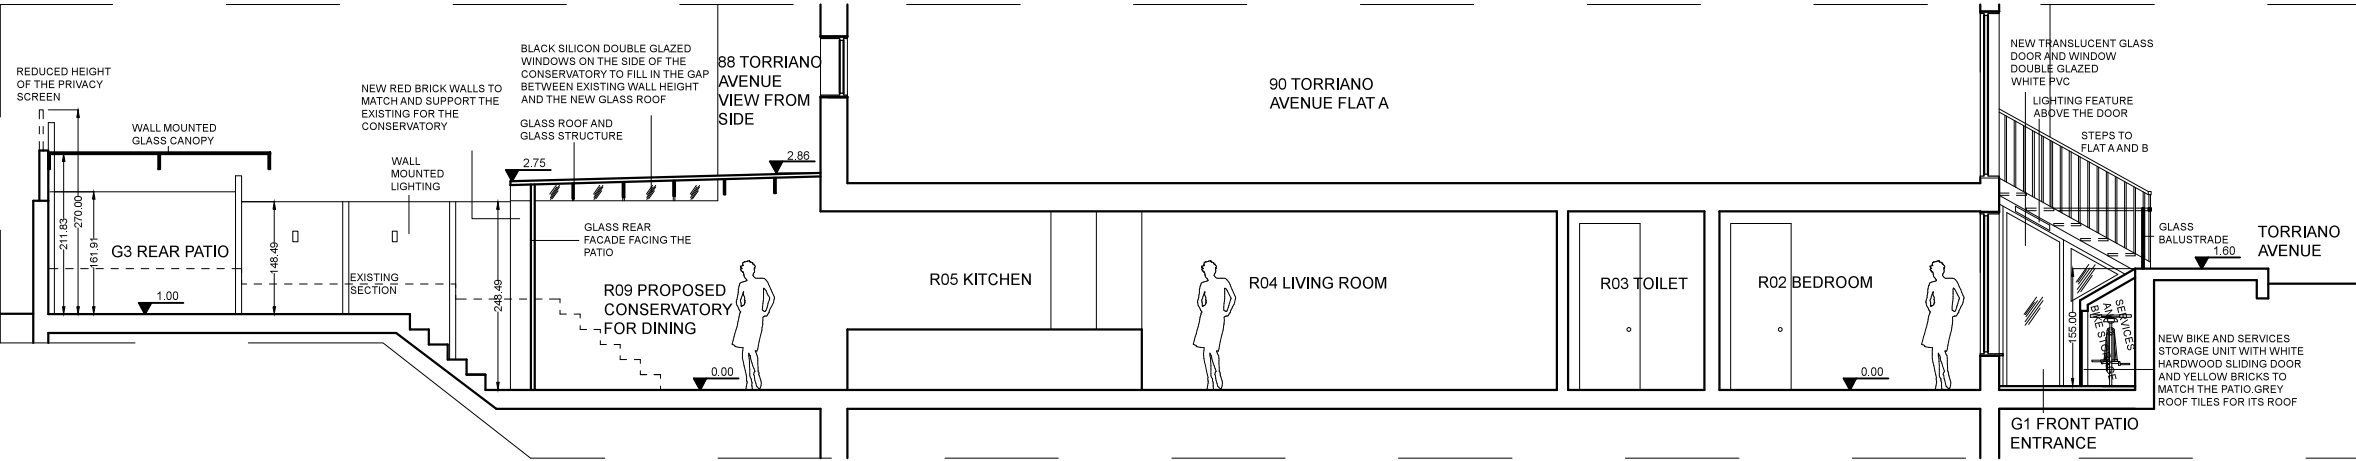 REDUCED HEIGHT
OF THE PRIVACY
SCREEN
WALL MOUNTED
GLASS CANOPY
NEW RED BRICK WALLS TO
MATCH AND SUPPORT THE
EXISTING FOR THE
CONSERVATORY
WALL
MOUNTED
LIGHTING
BLACK SILICON DOUBLE GLAZED
WINDOWS ON THE SIDE OF THE
CONSERVATORY TO FILL IN THE GAP
BETWEEN EXISTING WALL HEIGHT
AND THE NEW GLASS ROOF
GLASS ROOF AND
GLASS STRUCTURE
88 TORRIANO
AVENUE
VIEW FROM
SIDE
2.75
2.86
211.83
270.00
161.91
G3 REAR PATIO
1.00
148.49
EXISTING
SECTION
248.49
GLASS REAR
FACADE FACING THE
PATIO
R09 PROPOSED
CONSERVATORY
FOR DINING
0.00
90 TORRIANO
AVENUE FLAT A
R05 KITCHEN
R04 LIVING ROOM
R03 TOILET
R02 BEDROOM
0.00
NEW TRANSLUCENT GLASS
DOOR AND WINDOW
DOUBLE GLAZED
WHITE PVC
LIGHTING FEATURE
ABOVE THE DOOR
STEPS TO
FLAT A AND B
GLASS
BALUSTRADE
1.60
TORRIANO
AVENUE
155.00
SERVICES
AND
BIKE STORAGE
NEW BIKE AND SERVICES
STORAGE UNIT WITH WHITE
HARDWOOD SLIDING DOOR
AND YELLOW BRICKS TO
MATCH THE PATIO.GREY
ROOF TILES FOR ITS ROOF
G1 FRONT PATIO
ENTRANCE